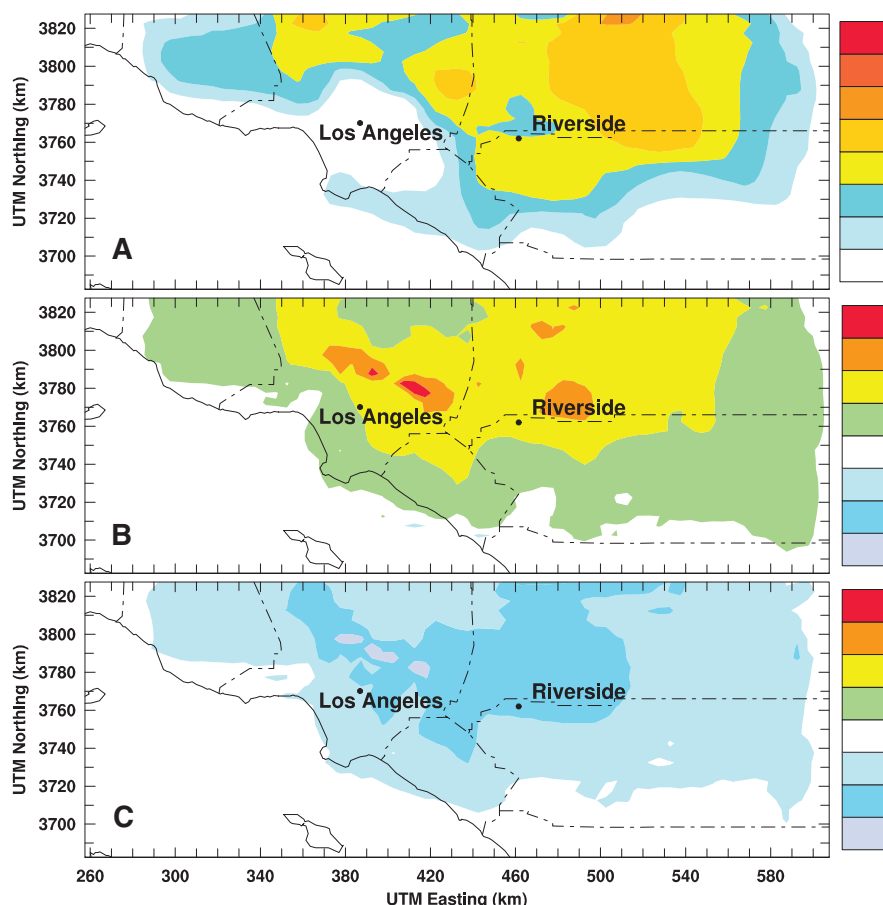 3820
3800
3780
3760
3740
3720
3700
UTM Northing (km)
Los Angeles
Riverside
A
3820
3800
3780
3760
3740
3720
3700
UTM Northing (km)
Los Angeles
Riverside
B
3820
3800
3780
3760
3740
3720
3700
UTM Northing (km)
Los Angeles
Riverside
C
260 300 340 380 420 460 500 540 580
UTM Easting (km)